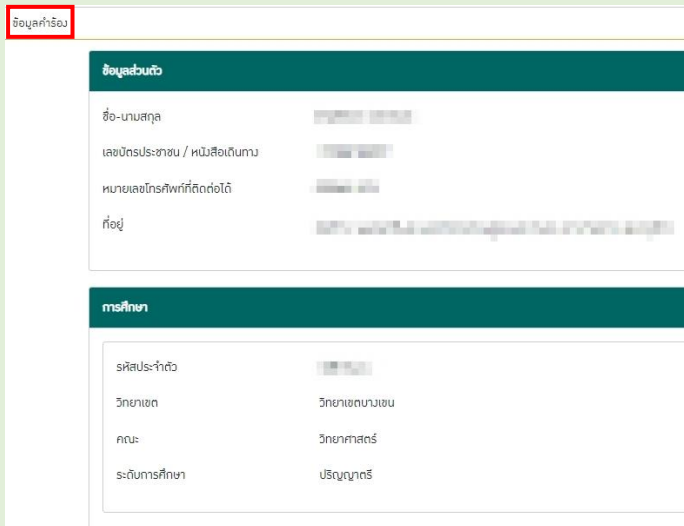 ข้อมูลคำร้อง
ข้อมูลส่วนตัว
ชื่อ-นามสกุล
เลขบัตรประชาชน / หนังสือเดินทาง
หมายเลขโทรศัพท์ที่ติดต่อได้
ที่อยู่
การศึกษา
รหัสประจำตัว
วิทยาเขต วิทยาเขตบางเขน
คณะ วิทยาศาสตร์
ระดับการศึกษา ปริญญาตรี